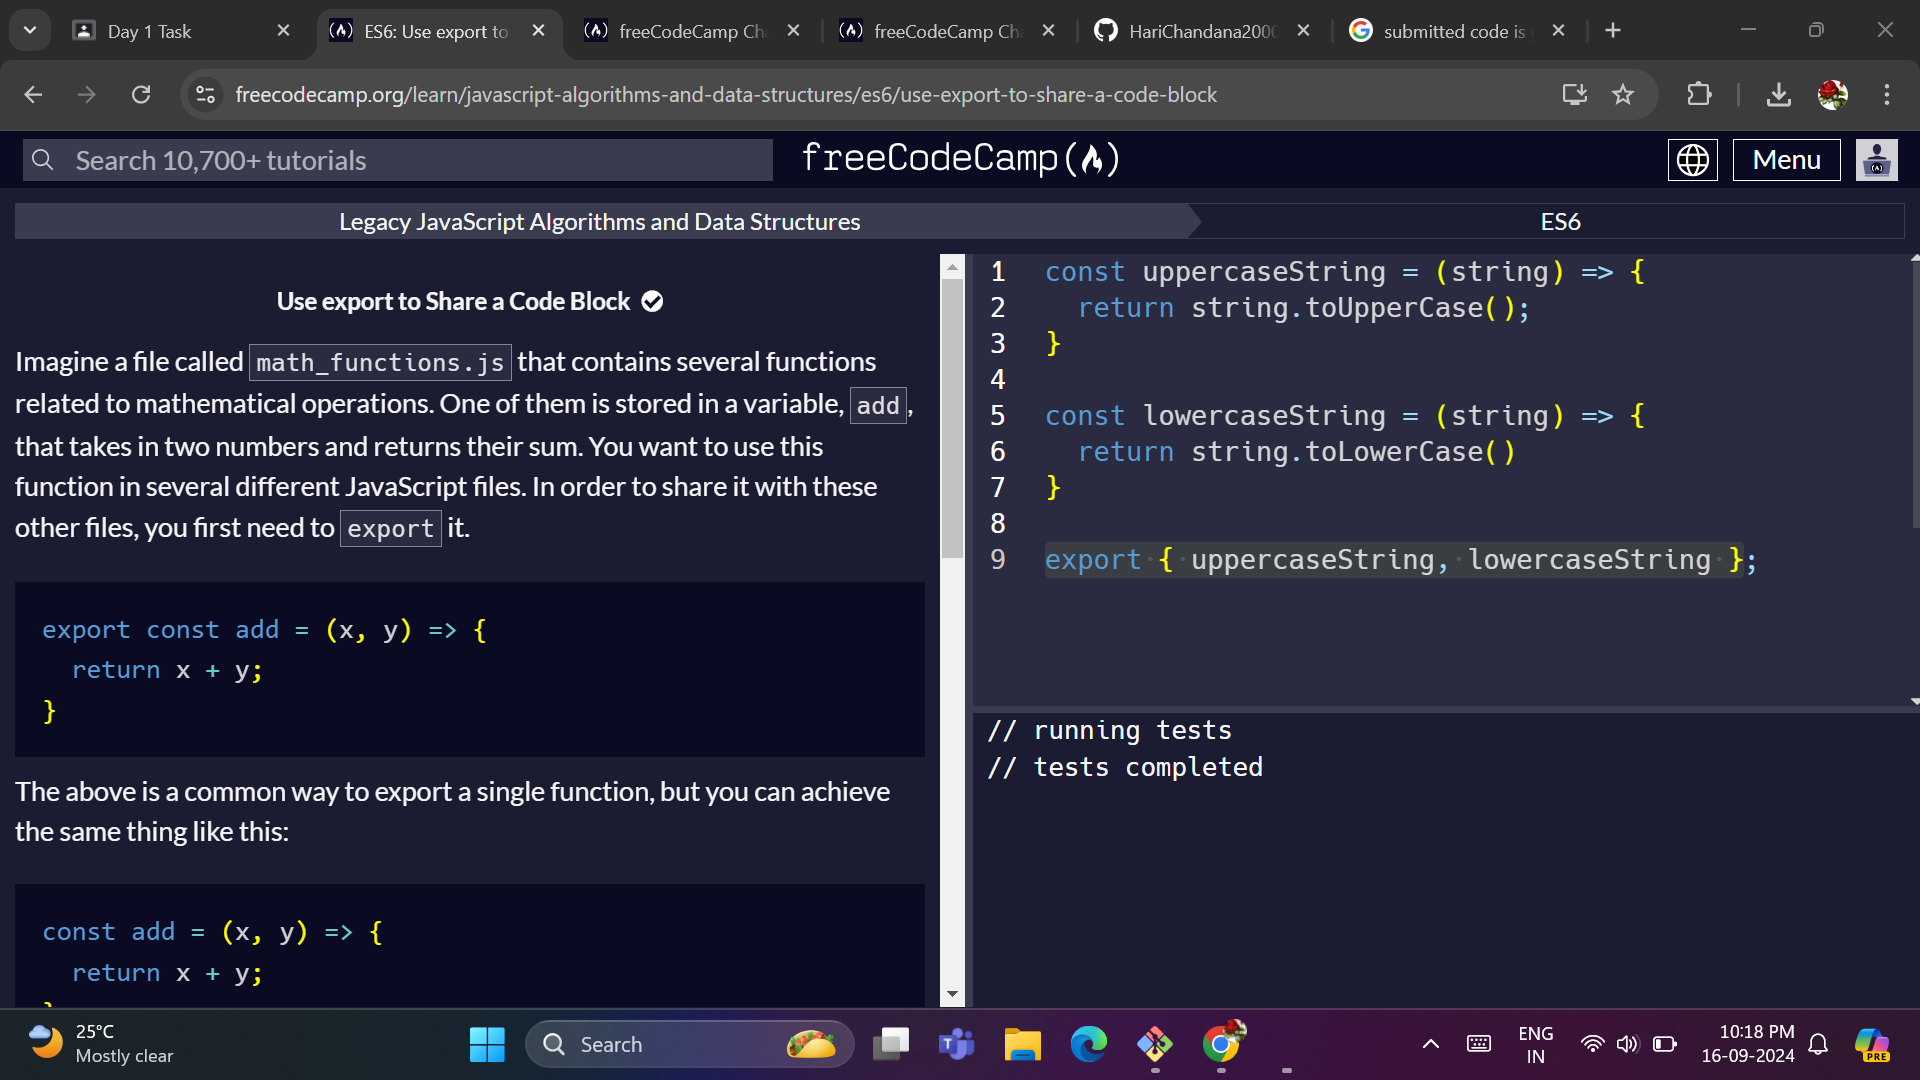 Day 1 Task
ES6: Use export to
freeCodeCamp Ch
freeCodeCamp Ch
HariChandana2000
submitted code is
freecodecamp.org/learn/javascript-algorithms-and-data-structures/es6/use-export-to-share-a-code-block
Search 10,700+ tutorials
freeCodeCamp
Menu
Legacy JavaScript Algorithms and Data Structures
ES6
Use export to Share a Code Block
Imagine a file called math_functions.js that contains several functions
related to mathematical operations. One of them is stored in a variable, add,
that takes in two numbers and returns their sum. You want to use this
function in several different JavaScript files. In order to share it with these
other files, you first need to export it.
export const add = (x, y) => {
return x + y;
}
The above is a common way to export a single function, but you can achieve
the same thing like this:
const add = (x, y) => {
return x + y;
1 const uppercaseString = (string) => {
2 return string.toUpperCase();
3 }
4
5 const lowercaseString = (string) => {
6 return string.toLowerCase()
7 }
8
9 export { uppercaseString, lowercaseString };
// running tests
// tests completed
25°C
Mostly clear
Search
ENG
IN
10:18 PM
16-09-2024
PRE